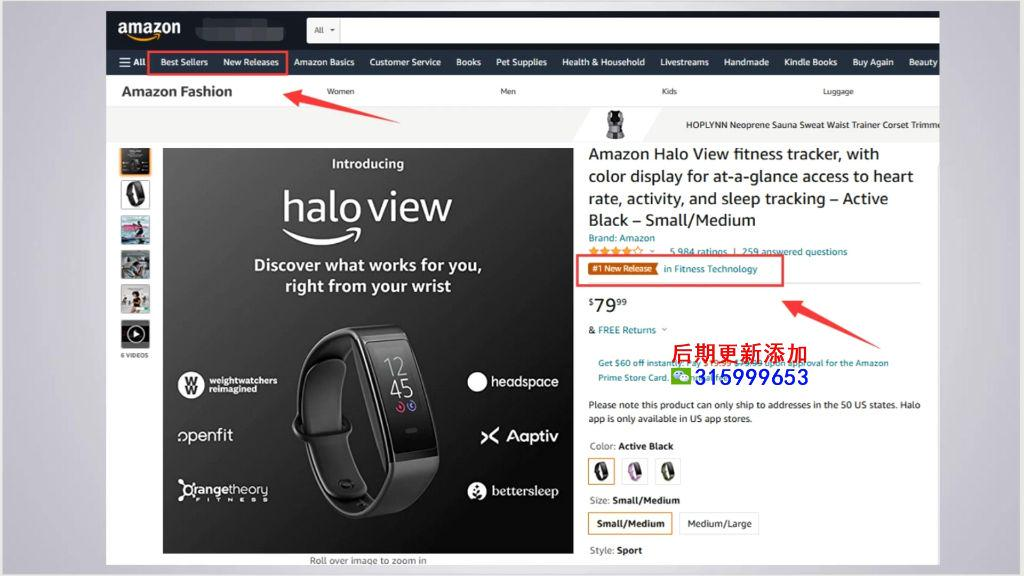 amazon
All
All Best Sellers New Releases Amazon Basics Customer Service Books Pet Supplies Health & Household Livestreams Handmade Kindle Books Buy Again Beauty
Amazon Fashion Women Men Kids Luggage
HOPLYNN Neoprene Sauna Sweat Waist Trainer Corset Trimme
6 VIDEOS
Introducing
halo view
Discover what works for you,
right from your wrist
12
45
weightwatchers
reimagined
headspace
openfit
Aaptiv
Orangetheory
FITNESS
bettersleep
Roll over image to zoom in
Amazon Halo View fitness tracker, with
color display for at-a-glance access to heart
rate, activity, and sleep tracking – Active
Black – Small/Medium
Brand: Amazon
5,984 ratings | 259 answered questions
#1 New Release in Fitness Technology
$7999
& FREE Returns
后期更新添加
315999653
Get $60 off instantly: Pay upon approval for the Amazon
Prime Store Card.
Please note this product can only ship to addresses in the 50 US states. Halo
app is only available in US app stores.
Color: Active Black
Size: Small/Medium
Small/Medium Medium/Large
Style: Sport